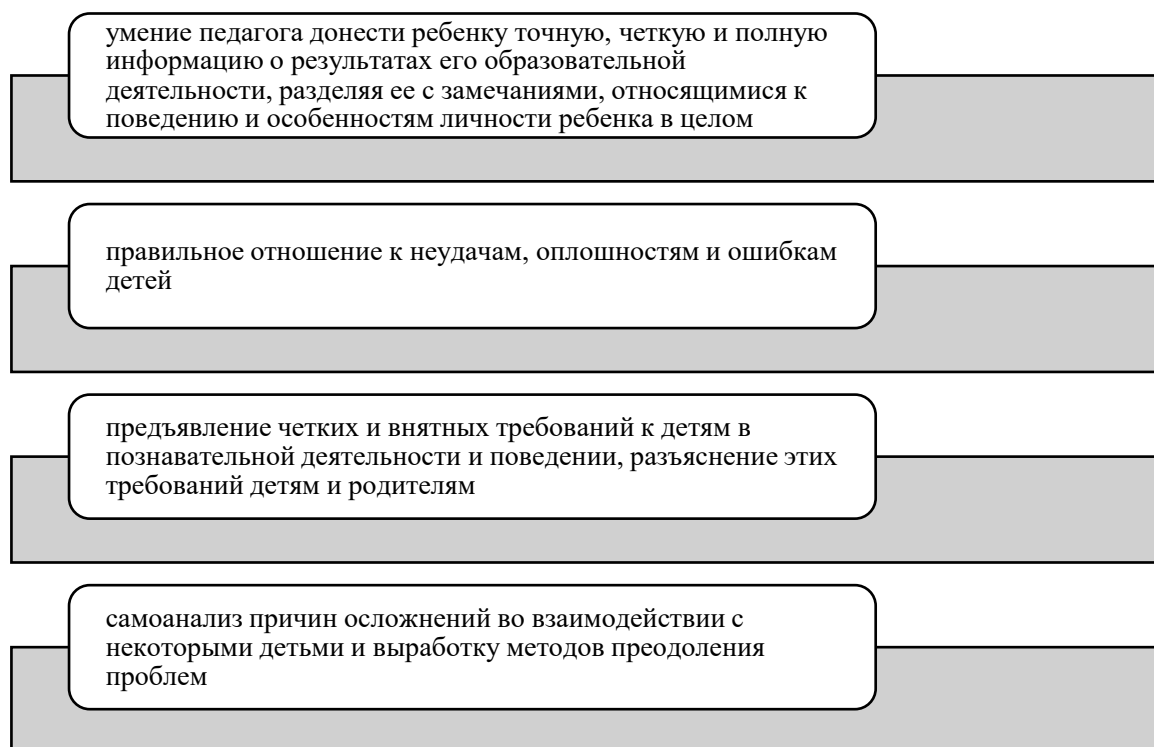 умение педагога донести ребенку точную, четкую и полную
информацию о результатах его образовательной
деятельности, разделяя ее с замечаниями, относящимися к
поведению и особенностям личности ребенка в целом
правильное отношение к неудачам, оплошностям и ошибкам
детей
предъявление четких и внятных требований к детям в
познавательной деятельности и поведении, разъяснение этих
требований детям и родителям
самоанализ причин осложнений во взаимодействии с
некоторыми детьми и выработку методов преодоления
проблем